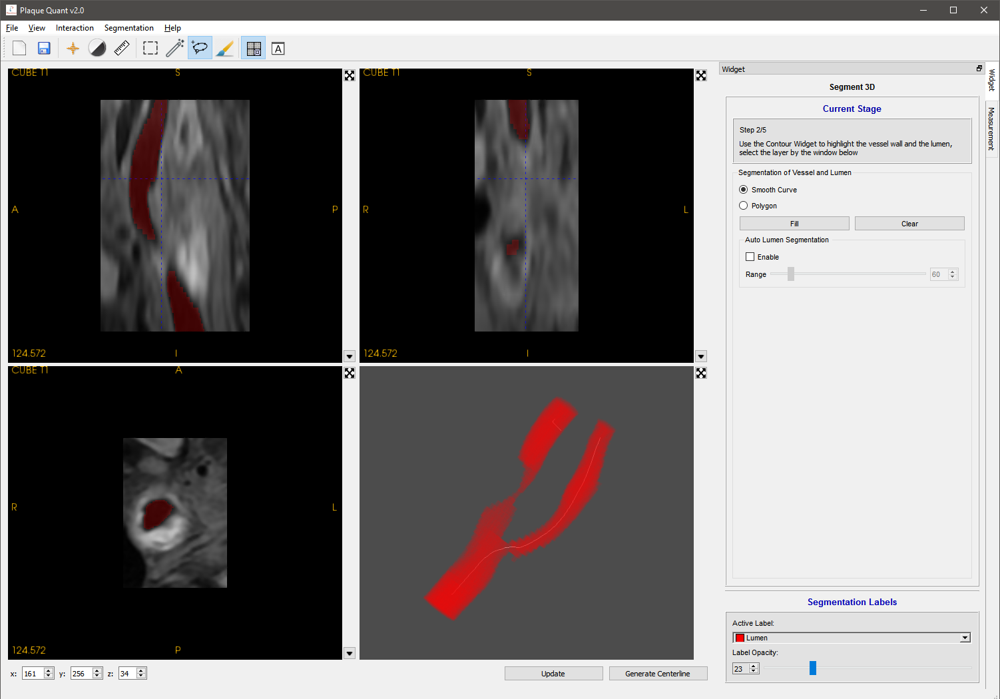 Plaque Quant v2.0
File View Interaction Segmentation Help
A
CUBE T1
S
A
P
124.572
I
CUBE T1
S
R
L
124.572
I
CUBE T1
A
R
L
124.572
P
x: 161 y: 256 z: 34
Update
Generate Centerline
Widget
Segment 3D
Current Stage
Step 2/5
Use the Contour Widget to highlight the vessel wall and the lumen,
select the layer by the window below
Segmentation of Vessel and Lumen
Smooth Curve
Polygon
Fill
Clear
Auto Lumen Segmentation
Enable
Range
60
Segmentation Labels
Active Label:
Lumen
Label Opacity:
23
Widget
Measurement